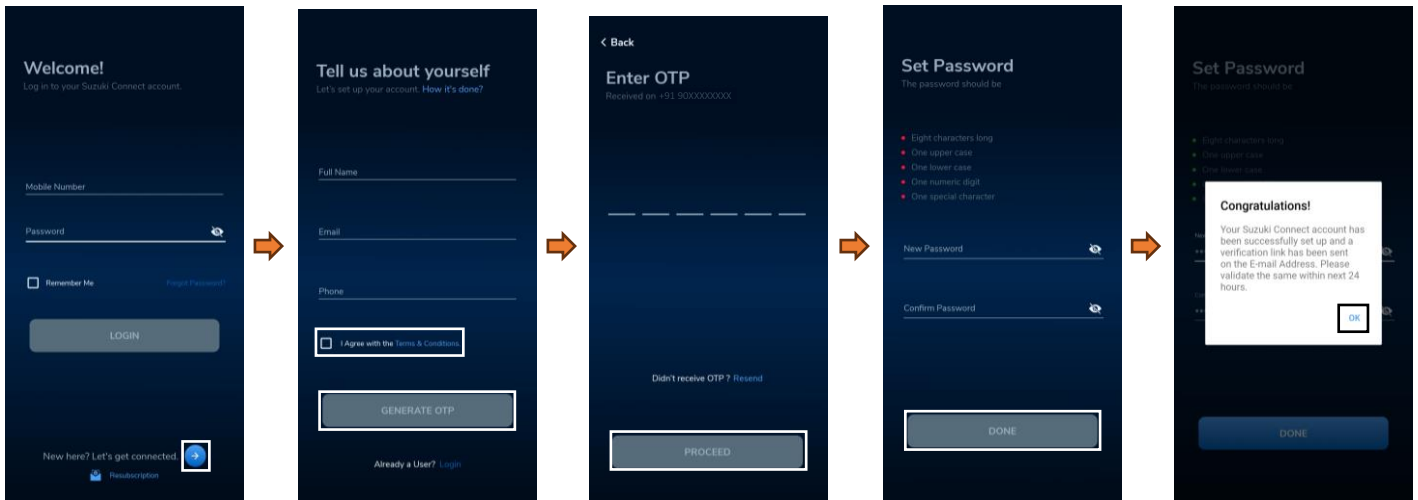 Welcome!
Log in to your Suzuki Connect account.
Mobile Number
Password
Remember Me
Forgot Password?
LOGIN
New here? Let's get connected.
Resubscription
Tell us about yourself
Let's set up your account. How it's done?
Full Name
Email
Phone
I Agree with the Terms & Conditions.
GENERATE OTP
Already a User? Login
Back
Enter OTP
Received on +91 90XXXXXXXX
Didn't receive OTP ? Resend
PROCEED
Set Password
The password should be
Eight characters long
One upper case
One lower case
One numeric digit
One special character
New Password
Confirm Password
DONE
Set Password
The password should be
Eight characters long
One upper case
One lower case
Congratulations!
Your Suzuki Connect account has
been successfully set up and a
verification link has been sent
on the E-mail Address. Please
validate the same within next 24
hours.
OK
DONE